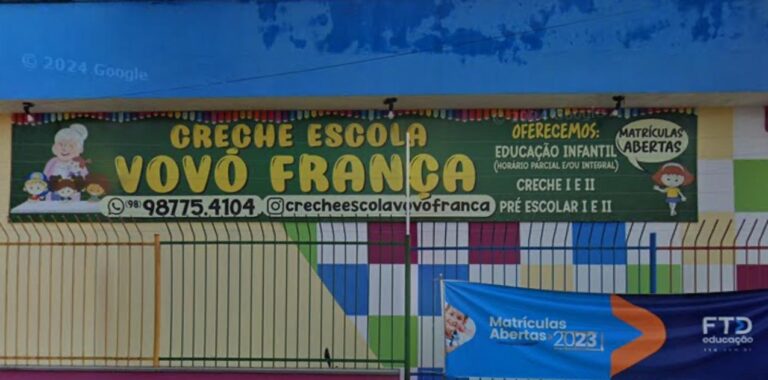 © 2024 Google
CRECHE ESCOLA
VOVÓ FRANÇA
(98) 98775.4104
crecheescolavovofranca
OFERECEMOS:
EDUCAÇÃO INFANTIL
(HORÁRIO PARCIAL E/OU INTEGRAL)
CRECHE I E II
PRÉ ESCOLAR I E II
MATRÍCULAS
ABERTAS
Matrículas
Abertas 2023
FTD
educação